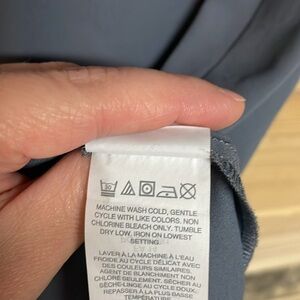 MACHINE WASH COLD, GENTLE
CYCLE WITH LIKE COLORS. NON
CHLORINE BLEACH ONLY. TUMBLE
DRY LOW, IRON ON LOWEST
SETTING
LAVER À LA MACHINE À L'EAU
FROIDE AU CYCLE DÉLICAT AVEC
DES COULEURS SIMILAIRES.
AGENT DE BLANCHIMENT NON
CHLORÉ SEULEMENT. SÉCHER AU
SÈCHE-LINGE AU CYCLE DOUX.
REPASSER À LA PLUS BASSE
TEMPÉRATURE